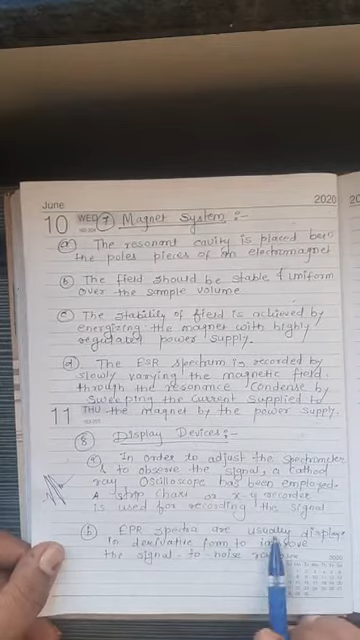 June 2020
10 WED ⑦ Magnet System :-
ⓐ The resonant cavity is placed betn
the poles pieces of an electromagnet
ⓑ The field should be stable & uniform
over the sample volume
ⓒ The stability of field is achieved by
energizing the magnet with highly
regulated power supply.
ⓓ The ESR spectrum is recorded by
slowly varying the magnetic field
through the resonance Condense by
Sweeping the current supplied to
11 THU the magnet by the power supply.
⑧ Display Devices :-
ⓐ In order to adjust the spectrometer
& to observe the signal, a Cathod
ray Oscilloscope has been employed.
A strip Chart or x-y recorder
is used for recording the signal
ⓑ EPR spectra are usually display
in derivative form to improve
the signal-to-noise
2020